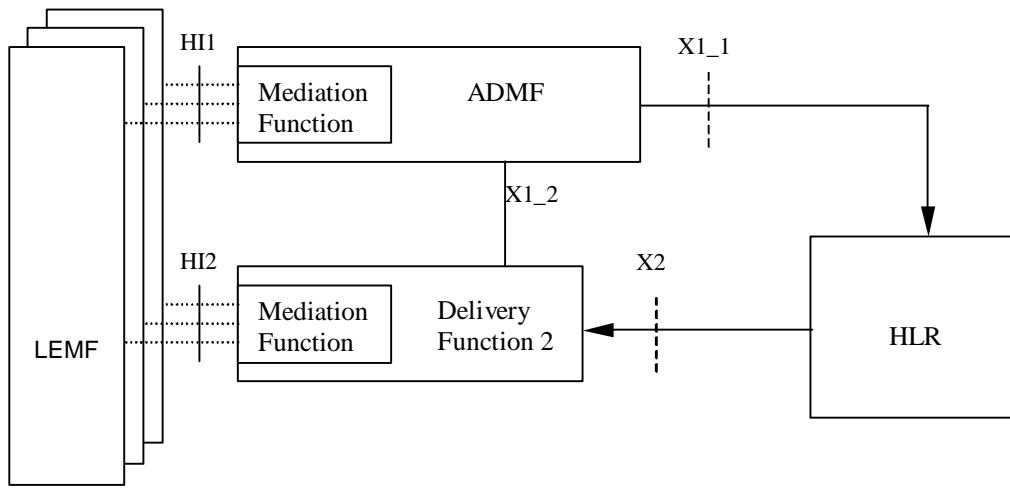 HI1
X1_1
Mediation
Function
ADMF
X1_2
HI2
X2
Mediation
Function
Delivery
Function 2
LEMF
HLR